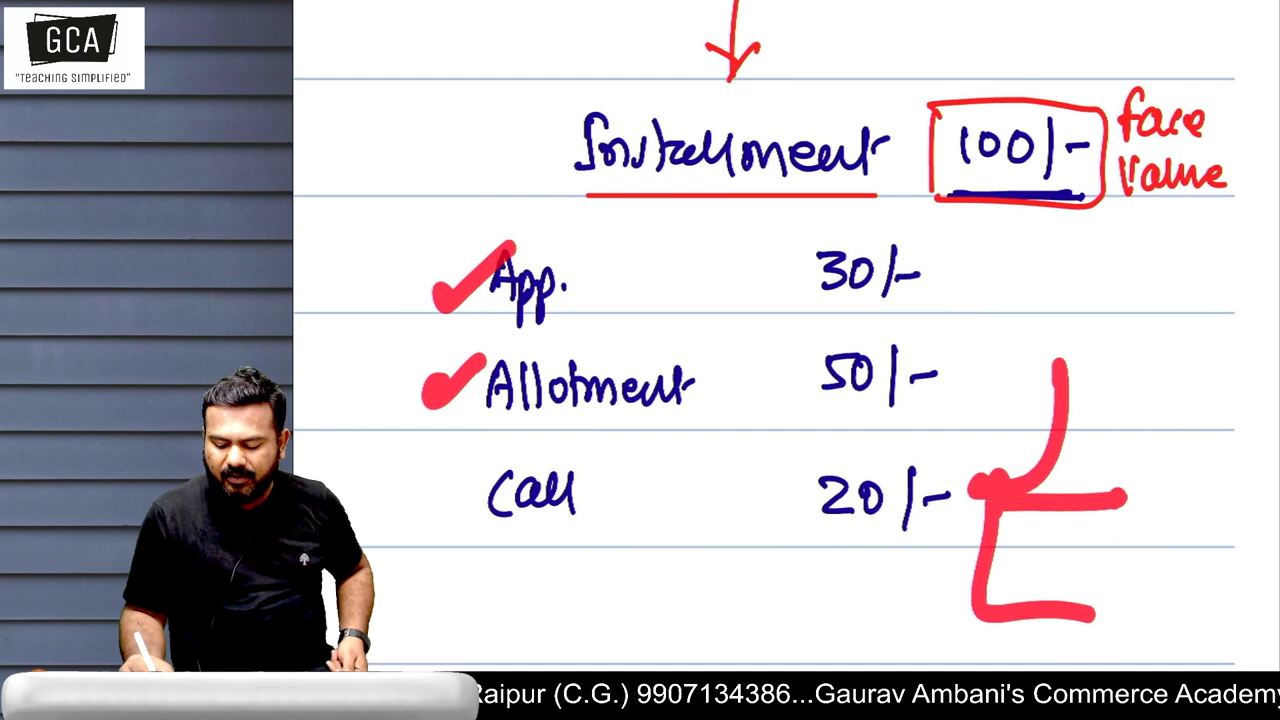 GCA
"TEACHING SIMPLIFIED"
Installment 100/- face value
App. 30/-
Allotment 50/-
Call 20/-
Raipur (C.G.) 9907134386...Gaurav Ambani's Commerce Academy